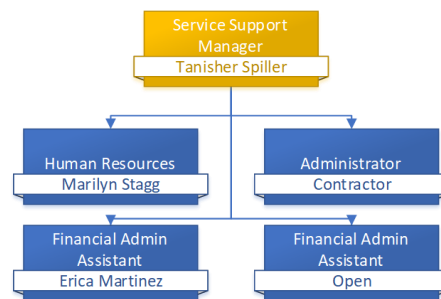 Service Support
Manager
Tanisher Spiller
Human Resources
Marilyn Stagg
Administrator
Contractor
Financial Admin
Assistant
Erica Martinez
Financial Admin
Assistant
Open